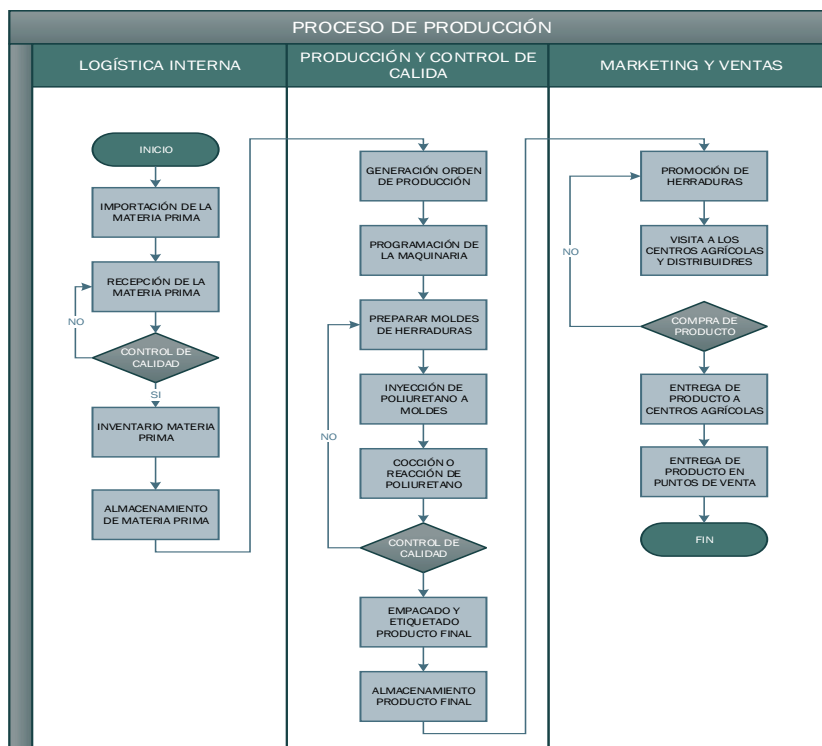 PROCESO DE PRODUCCIÓN
LOGÍSTICA INTERNA
PRODUCCIÓN Y CONTROL DE
CALIDA
MARKETING Y VENTAS
INICIO
IMPORTACIÓN DE LA
MATERIA PRIMA
RECEPCIÓN DE LA
MATERIA PRIMA
NO
CONTROL DE
CALIDAD
SI
INVENTARIO MATERIA
PRIMA
ALMACENAMIENTO
DE MATERIA PRIMA
GENERACIÓN ORDEN
DE PRODUCCIÓN
PROGRAMACIÓN DE
LA MAQUINARIA
PREPARAR MOLDES
DE HERRADURAS
INYECCIÓN DE
POLIURETANO A
MOLDES
NO
COCCIÓN O
REACCIÓN DE
POLIURETANO
CONTROL DE
CALIDAD
EMPACADO Y
ETIQUETADO
PRODUCTO FINAL
ALMACENAMIENTO
PRODUCTO FINAL
PROMOCIÓN DE
HERRADURAS
VISITA A LOS
CENTROS AGRÍCOLAS
Y DISTRIBUIDRES
NO
COMPRA DE
PRODUCTO
ENTREGA DE
PRODUCTO A
CENTROS AGRÍCOLAS
ENTREGA DE
PRODUCTO EN
PUNTOS DE VENTA
FIN